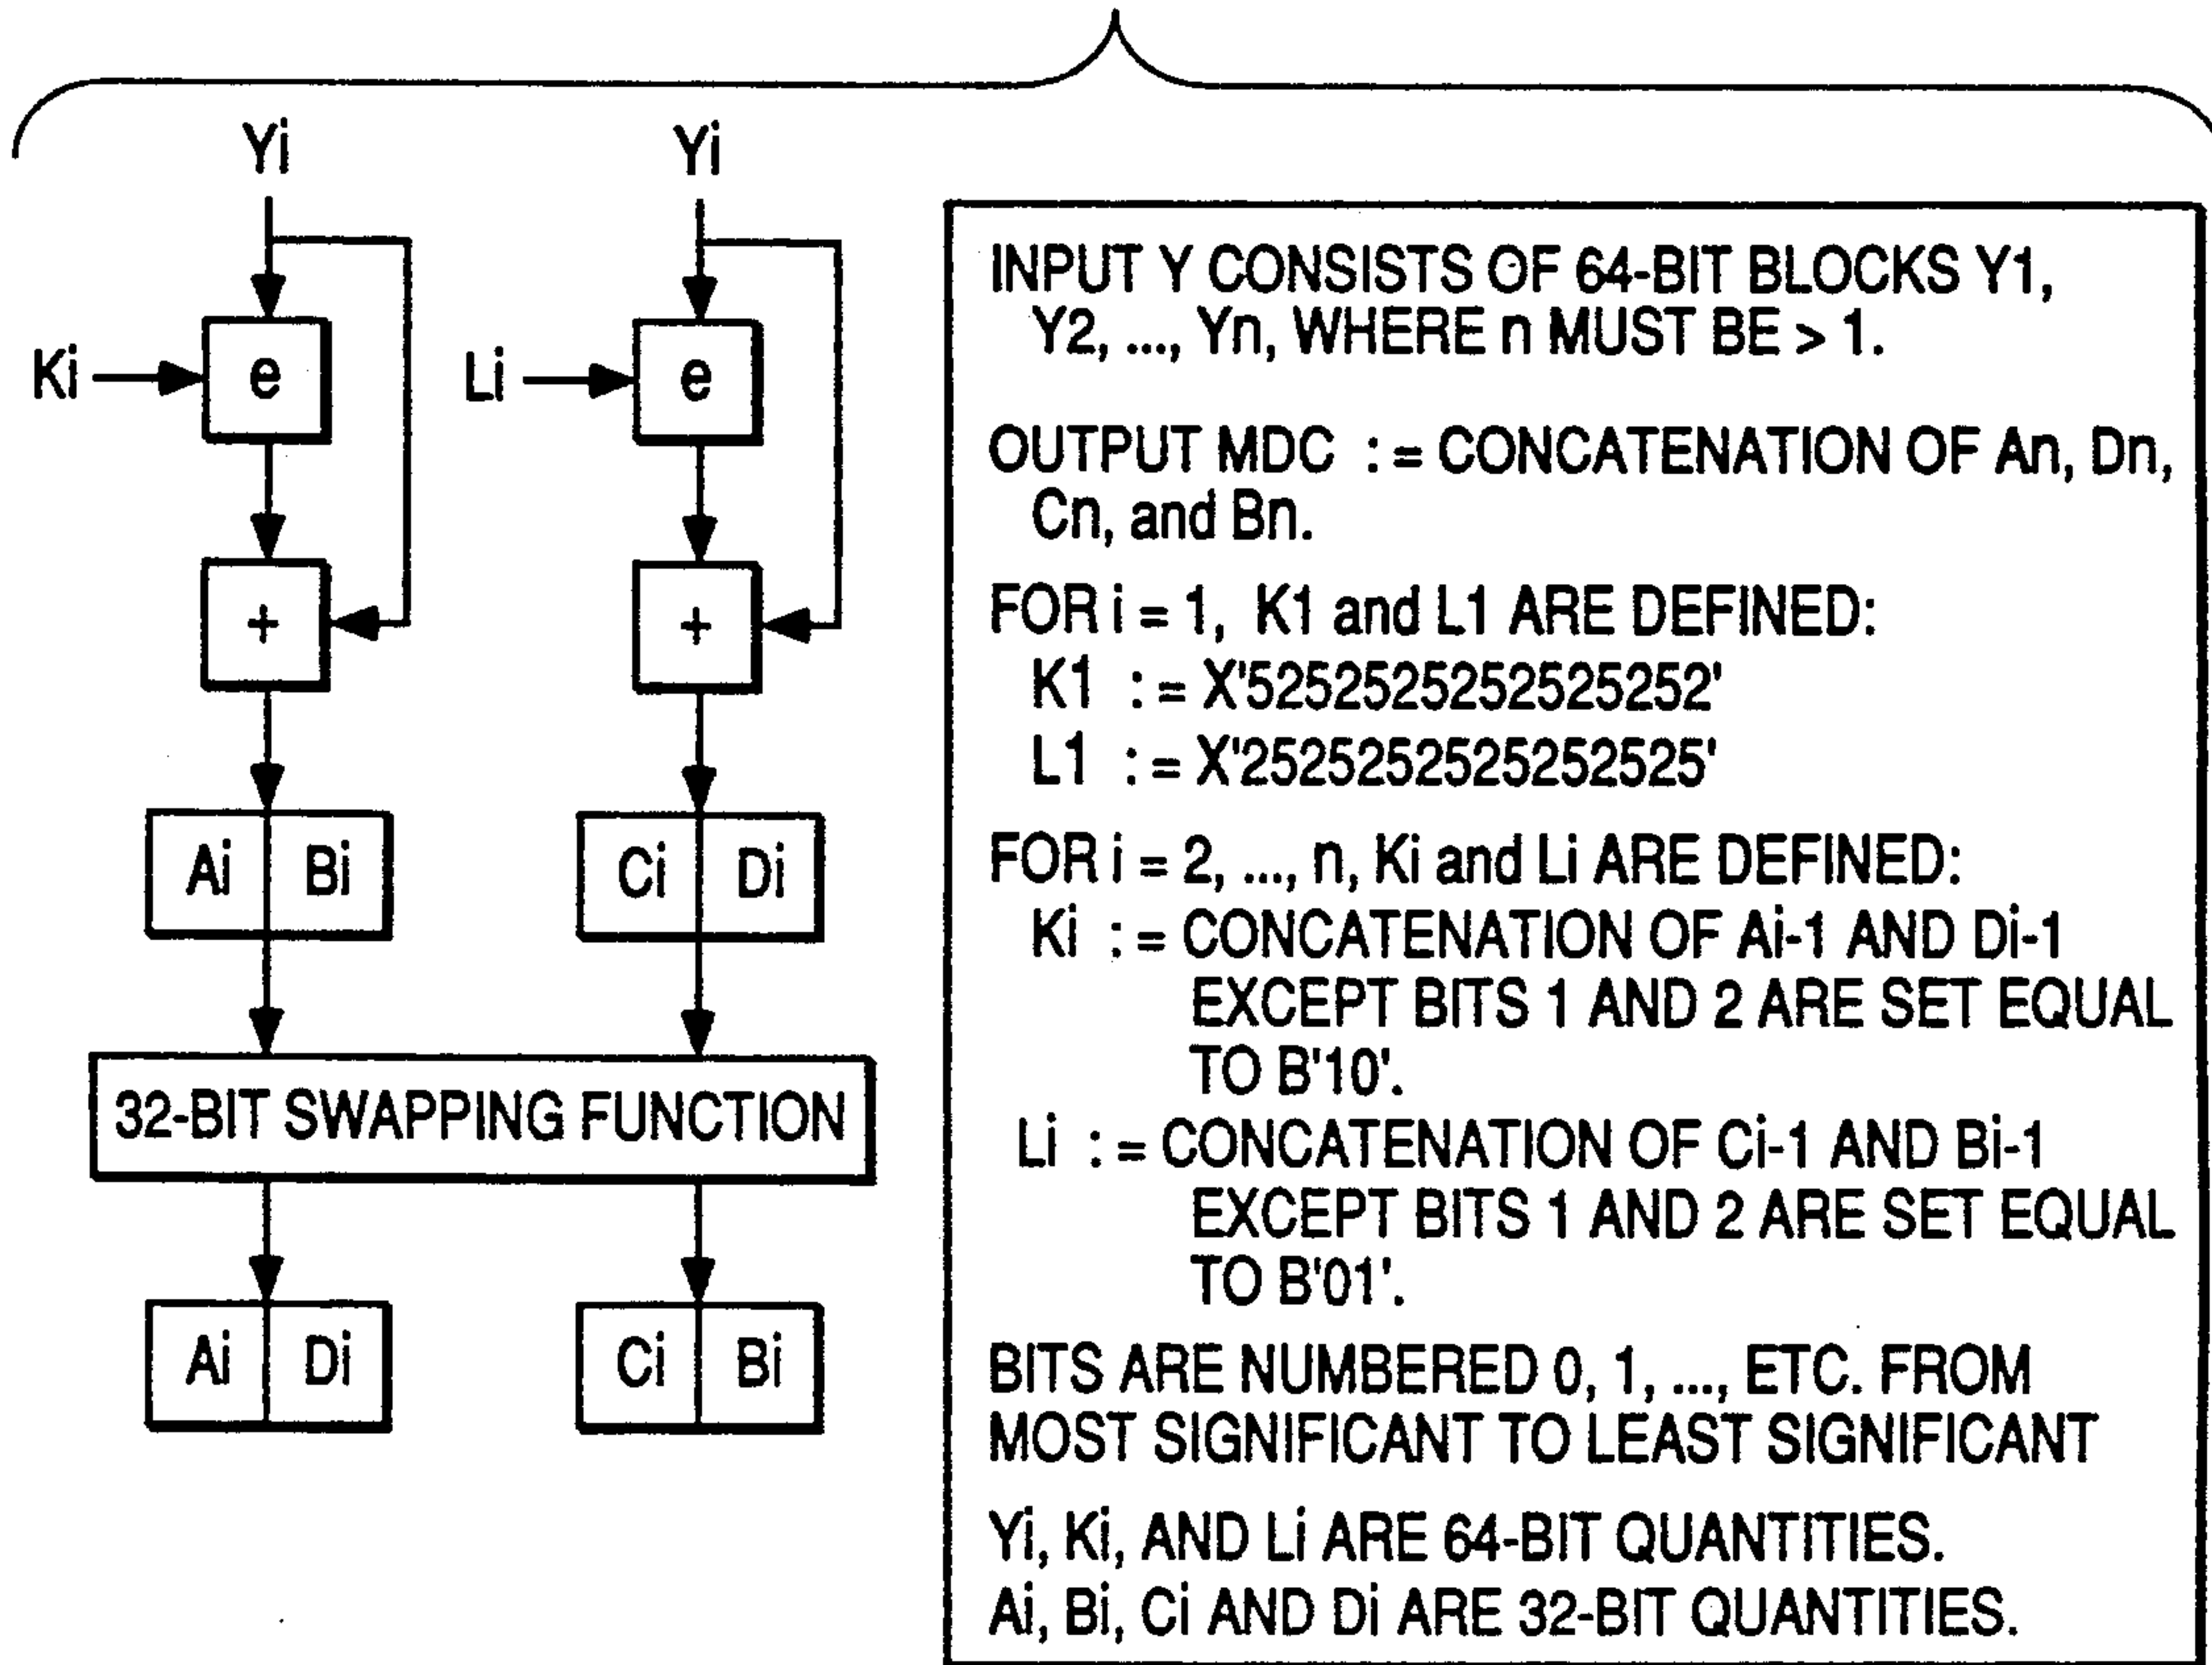 Yi Yi
Ki e Li e
+ +
Ai Bi Ci Di
32-BIT SWAPPING FUNCTION
Ai Di Ci Bi
INPUT Y CONSISTS OF 64-BIT BLOCKS Y1,
Y2, ..., Yn, WHERE n MUST BE > 1.
OUTPUT MDC := CONCATENATION OF An, Dn,
Cn, and Bn.
FOR i = 1, K1 and L1 ARE DEFINED:
K1 := X'5252525252525252'
L1 := X'2525252525252525'
FOR i = 2, ..., n, Ki and Li ARE DEFINED:
Ki := CONCATENATION OF Ai-1 AND Di-1
EXCEPT BITS 1 AND 2 ARE SET EQUAL
TO B'10'.
Li := CONCATENATION OF Ci-1 AND Bi-1
EXCEPT BITS 1 AND 2 ARE SET EQUAL
TO B'01'.
BITS ARE NUMBERED 0, 1, ..., ETC. FROM
MOST SIGNIFICANT TO LEAST SIGNIFICANT
Yi, Ki, AND Li ARE 64-BIT QUANTITIES.
Ai, Bi, Ci AND Di ARE 32-BIT QUANTITIES.